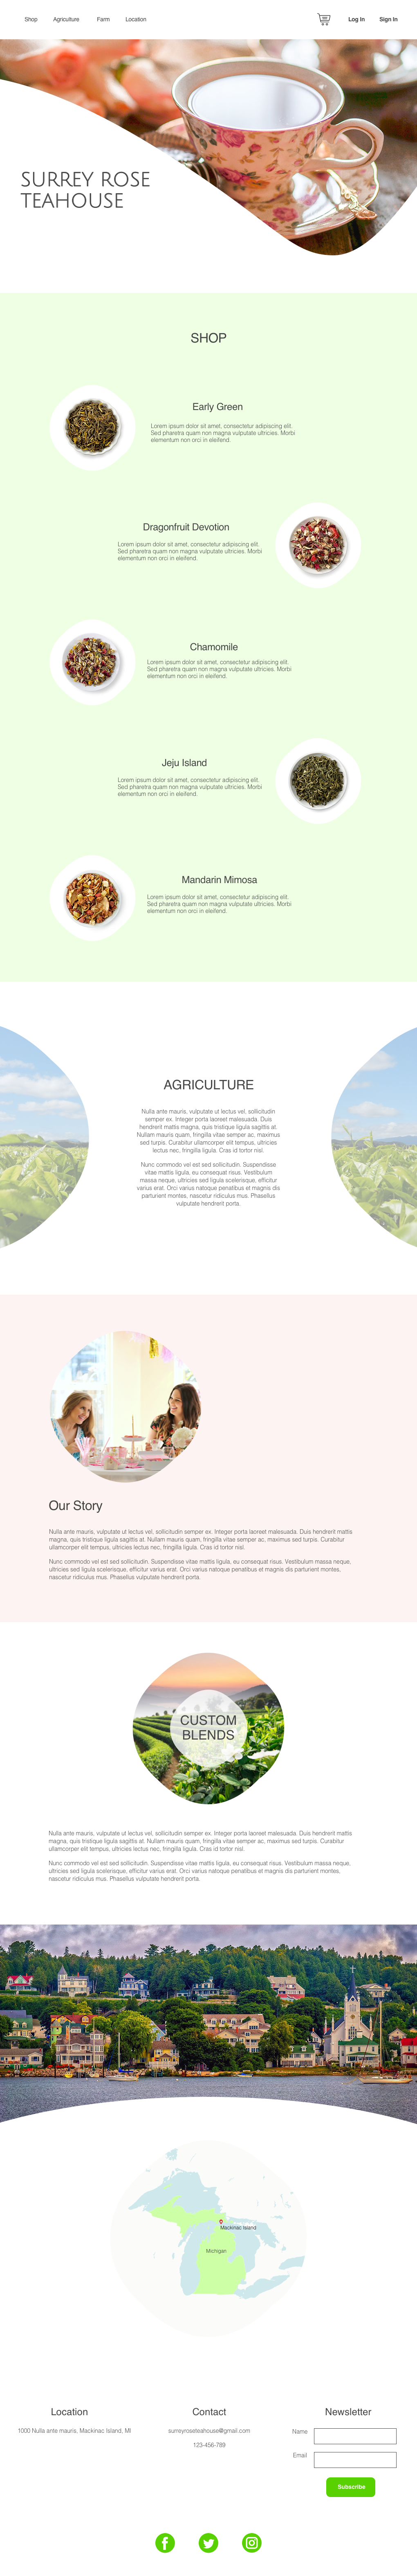 Shop Agriculture Farm Location Log In Sign In
SURREY ROSE
TEAHOUSE
SHOP
Early Green
Lorem ipsum dolor sit amet, consectetur adipiscing elit.
Sed pharetra quam non magna vulputate ultricies. Morbi
elementum non orci in eleifend.
Dragonfruit Devotion
Lorem ipsum dolor sit amet, consectetur adipiscing elit.
Sed pharetra quam non magna vulputate ultricies. Morbi
elementum non orci in eleifend.
Chamomile
Lorem ipsum dolor sit amet, consectetur adipiscing elit.
Sed pharetra quam non magna vulputate ultricies. Morbi
elementum non orci in eleifend.
Jeju Island
Lorem ipsum dolor sit amet, consectetur adipiscing elit.
Sed pharetra quam non magna vulputate ultricies. Morbi
elementum non orci in eleifend.
Mandarin Mimosa
Lorem ipsum dolor sit amet, consectetur adipiscing elit.
Sed pharetra quam non magna vulputate ultricies. Morbi
elementum non orci in eleifend.
AGRICULTURE
Nulla ante mauris, vulputate ut lectus vel, sollicitudin
semper ex. Integer porta laoreet malesuada. Duis
hendrerit mattis magna, quis tristique ligula sagittis at.
Nullam mauris quam, fringilla vitae semper ac, maximus
sed turpis. Curabitur ullamcorper elit tempus, ultricies
lectus nec, fringilla ligula. Cras id tortor nisl.
Nunc commodo vel est sed sollicitudin. Suspendisse
vitae mattis ligula, eu consequat risus. Vestibulum
massa neque, ultricies sed ligula scelerisque, efficitur
varius erat. Orci varius natoque penatibus et magnis dis
parturient montes, nascetur ridiculus mus. Phasellus
vulputate hendrerit porta.
Our Story
Nulla ante mauris, vulputate ut lectus vel, sollicitudin semper ex. Integer porta laoreet malesuada. Duis hendrerit mattis
magna, quis tristique ligula sagittis at. Nullam mauris quam, fringilla vitae semper ac, maximus sed turpis. Curabitur
ullamcorper elit tempus, ultricies lectus nec, fringilla ligula. Cras id tortor nisl.
Nunc commodo vel est sed sollicitudin. Suspendisse vitae mattis ligula, eu consequat risus. Vestibulum massa neque,
ultricies sed ligula scelerisque, efficitur varius erat. Orci varius natoque penatibus et magnis dis parturient montes,
nascetur ridiculus mus. Phasellus vulputate hendrerit porta.
CUSTOM
BLENDS
Nulla ante mauris, vulputate ut lectus vel, sollicitudin semper ex. Integer porta laoreet malesuada. Duis hendrerit mattis
magna, quis tristique ligula sagittis at. Nullam mauris quam, fringilla vitae semper ac, maximus sed turpis. Curabitur
ullamcorper elit tempus, ultricies lectus nec, fringilla ligula. Cras id tortor nisl.
Nunc commodo vel est sed sollicitudin. Suspendisse vitae mattis ligula, eu consequat risus. Vestibulum massa neque,
ultricies sed ligula scelerisque, efficitur varius erat. Orci varius natoque penatibus et magnis dis parturient montes,
nascetur ridiculus mus. Phasellus vulputate hendrerit porta.
Mackinac Island
Michigan
Location Contact Newsletter
1000 Nulla ante mauris, Mackinac Island, MI
surreyroseteahouse@gmail.com
123-456-789
Name
Email
Subscribe